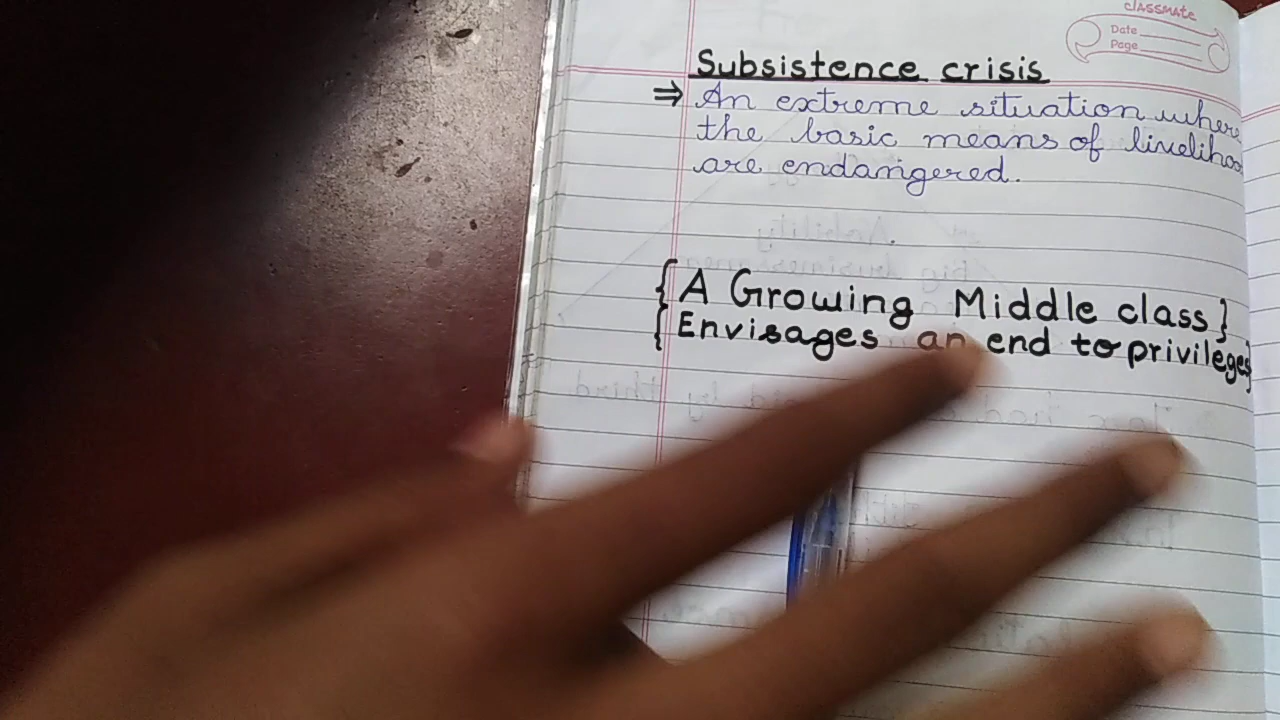 classmate
Date
Page
Subsistence crisis
⇒ An extreme situation where
the basic means of livelihoo
are endangered.
{A Growing Middle class}
{Envisages an end to privileges}